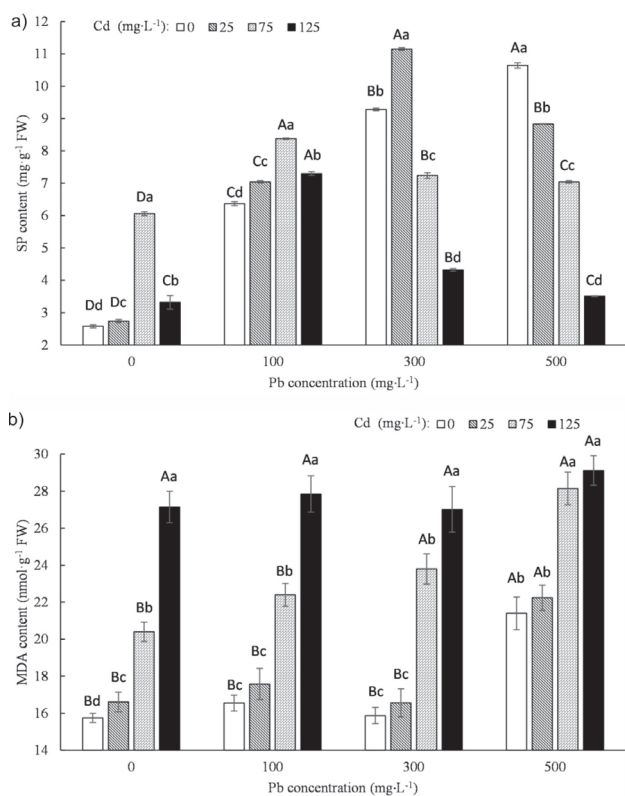 a)
Cd (mg·L-1): 0 25 75 125
SP content (mg·g-1 FW)
12
11
10
9
8
7
6
5
4
3
2
Dd Dc Da Cb
Cd Cc Aa Ab
Bb Aa Bc Bd
Aa Bb Cc Cd
0 100 300 500
Pb concentration (mg·L-1)
b)
Cd (mg·L-1): 0 25 75 125
MDA content (nmol·g-1 FW)
30
28
26
24
22
20
18
16
14
Bd Bc Bb Aa
Bc Bc Bb Aa
Bc Bc Ab Aa
Ab Ab Aa Aa
0 100 300 500
Pb concentration (mg·L-1)